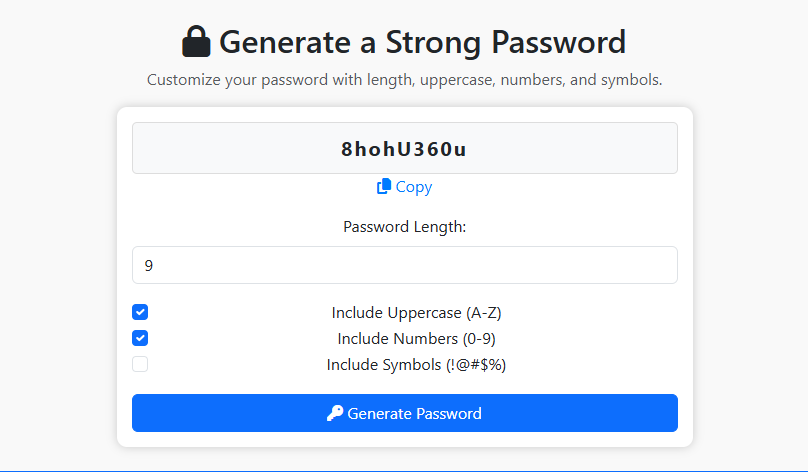 Generate a Strong Password
Customize your password with length, uppercase, numbers, and symbols.
8hohU360u
Copy
Password Length:
9
Include Uppercase (A-Z)
Include Numbers (0-9)
Include Symbols (!@#$%)
Generate Password